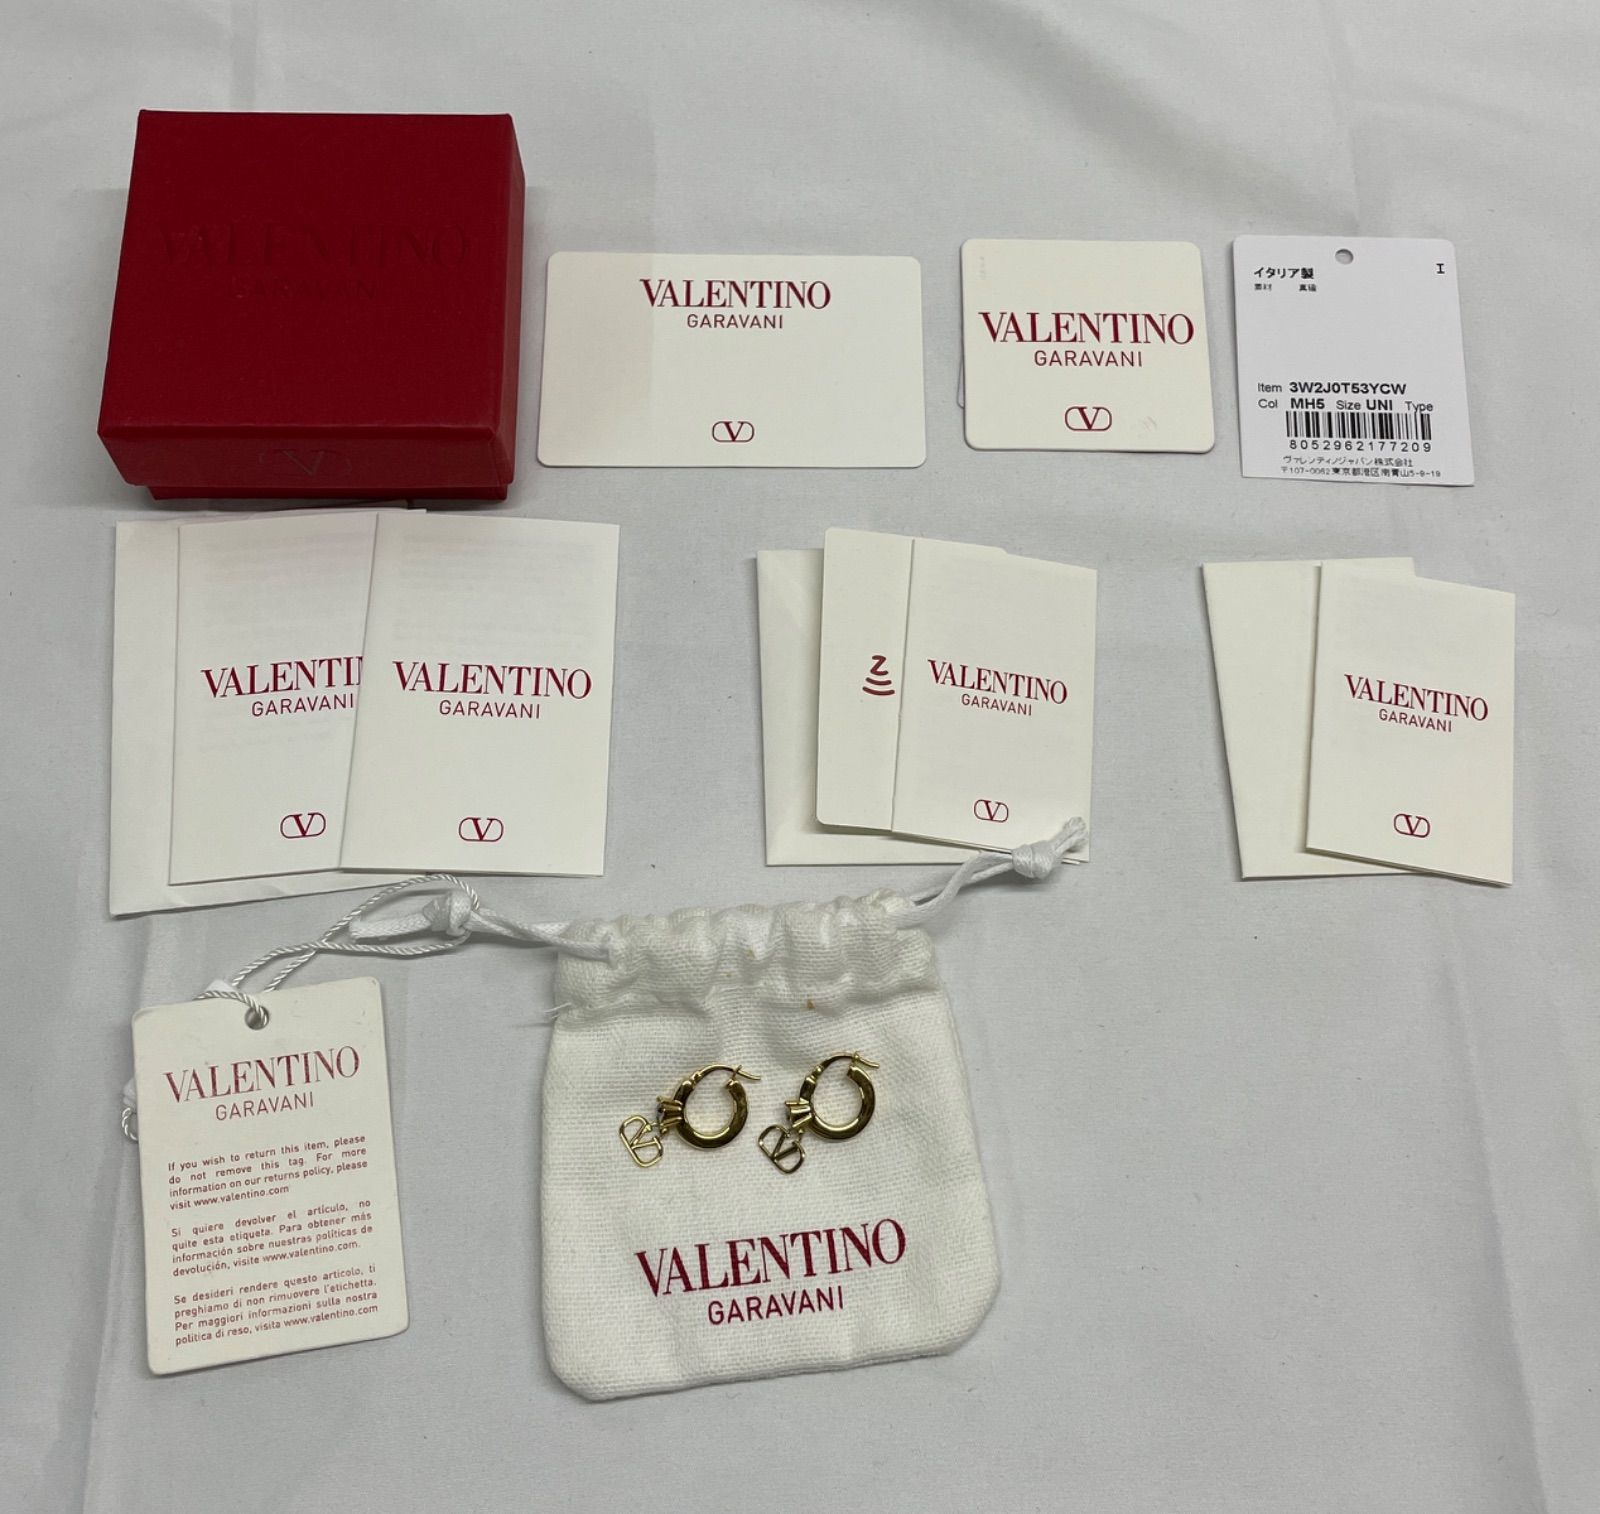 VALENTINO
GARAVANI
V
VALENTINO
GARAVANI
V
VALENTINO
GARAVANI
V
イタリア製
I
素材 真鍮
Item 3W2J0T53YCW
Col MH5 Size UNI Type
8052962177209
ヴァレンティノジャパン株式会社
〒107-0062東京都港区南青山5-9-19
VALENTI
GARAVANI
V
VALENTINO
GARAVANI
V
VALENTINO
GARAVANI
V
VALENTINO
GARAVANI
V
VALENTINO
GARAVANI
If you wish to return this item, please
do not remove this tag. For more
information on our returns policy, please
visit www.valentino.com
Si quiere devolver el artículo, no
quite esta etiqueta. Para obtener más
información sobre nuestras políticas de
devolución, visite www.valentino.com.
Se desideri rendere questo articolo, ti
preghiamo di non rimuovere l'etichetta.
Per maggiori informazioni sulla nostra
politica di reso, visita www.valentino.com
VALENTINO
GARAVANI